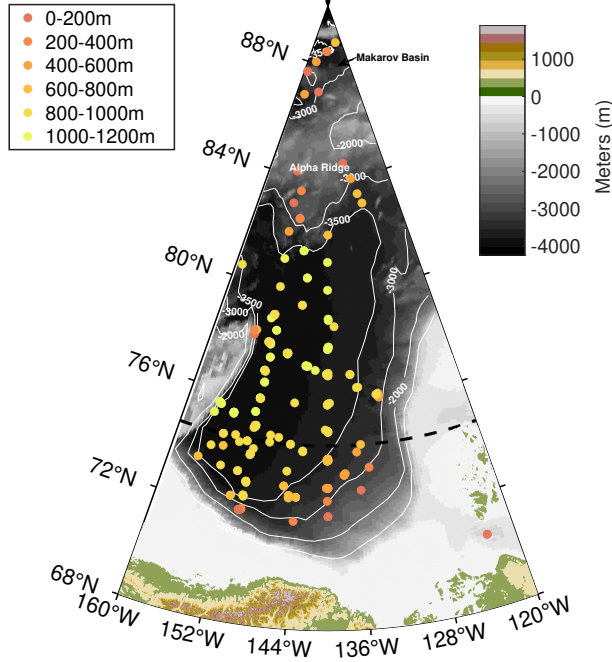 0-200m
200-400m
400-600m
600-800m
800-1000m
1000-1200m
88°N
84°N
80°N
76°N
72°N
68°N
160°W
152°W
144°W
136°W
128°W
120°W
Makarov Basin
-3000
-2000
Alpha Ridge
-3500
-3000
-3500
-3000
-2000
-2000
1000
0
-1000
-2000
-3000
-4000
Meters (m)